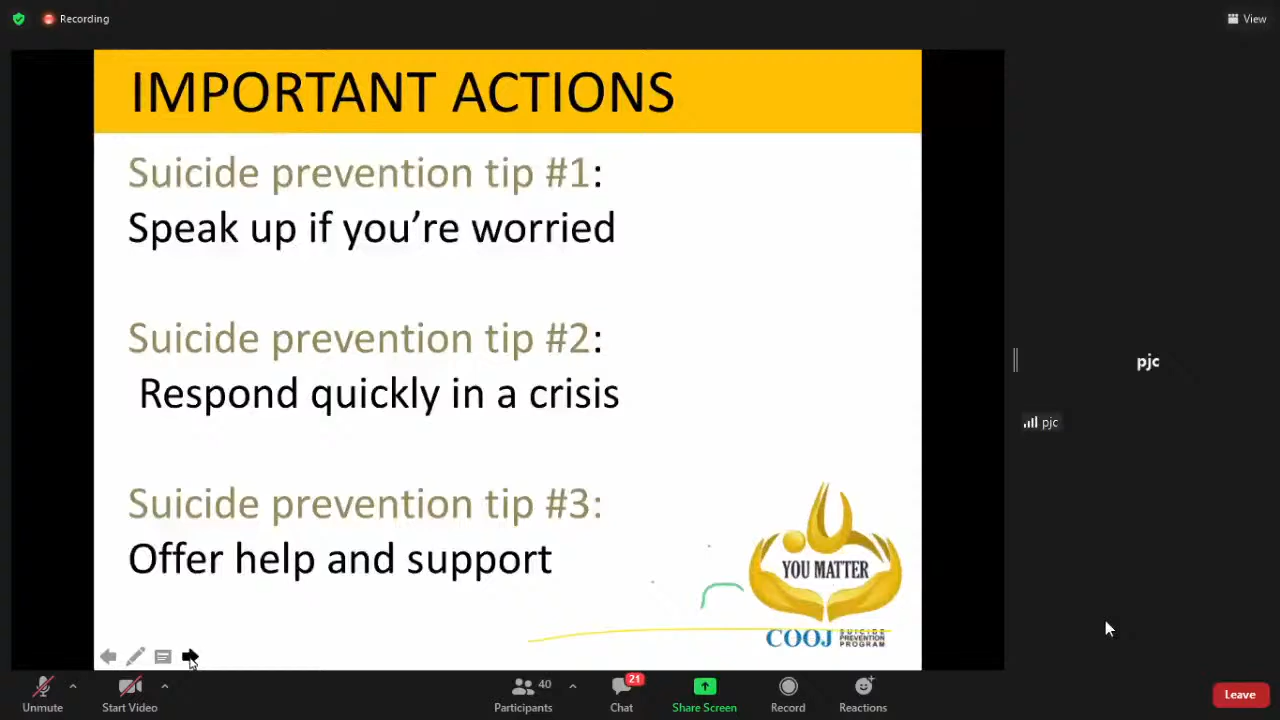 Recording
View
IMPORTANT ACTIONS
Suicide prevention tip #1:
Speak up if you’re worried
Suicide prevention tip #2:
Respond quickly in a crisis
pjc
pjc
Suicide prevention tip #3:
Offer help and support
YOU MATTER
COOJ SUICIDE PREVENTION PROGRAM
Unmute
Start Video
40
Participants
21
Chat
Share Screen
Record
Reactions
Leave